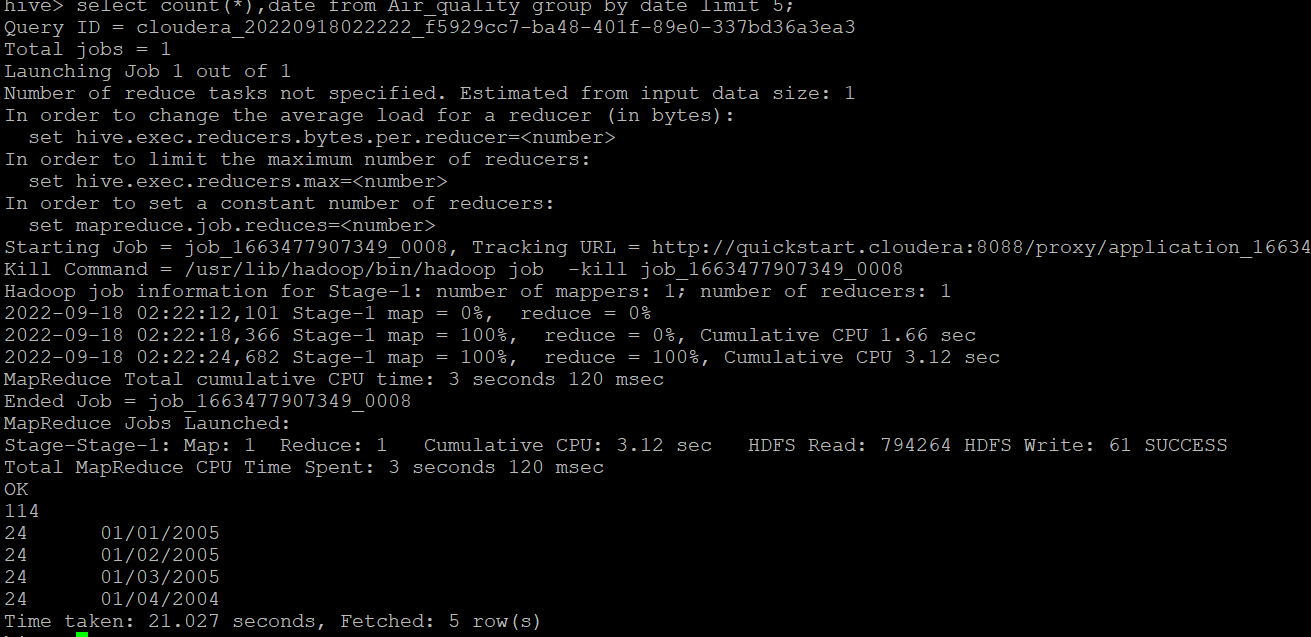 hive> select count(*),date from Air_quality group by date limit 5;
Query ID = cloudera_20220918022222_f5929cc7-ba48-401f-89e0-337bd36a3ea3
Total jobs = 1
Launching Job 1 out of 1
Number of reduce tasks not specified. Estimated from input data size: 1
In order to change the average load for a reducer (in bytes):
  set hive.exec.reducers.bytes.per.reducer=<number>
In order to limit the maximum number of reducers:
  set hive.exec.reducers.max=<number>
In order to set a constant number of reducers:
  set mapreduce.job.reduces=<number>
Starting Job = job_1663477907349_0008, Tracking URL = http://quickstart.cloudera:8088/proxy/application_16634
Kill Command = /usr/lib/hadoop/bin/hadoop job  -kill job_1663477907349_0008
Hadoop job information for Stage-1: number of mappers: 1; number of reducers: 1
2022-09-18 02:22:12,101 Stage-1 map = 0%,  reduce = 0%
2022-09-18 02:22:18,366 Stage-1 map = 100%,  reduce = 0%, Cumulative CPU 1.66 sec
2022-09-18 02:22:24,682 Stage-1 map = 100%,  reduce = 100%, Cumulative CPU 3.12 sec
MapReduce Total cumulative CPU time: 3 seconds 120 msec
Ended Job = job_1663477907349_0008
MapReduce Jobs Launched:
Stage-Stage-1: Map: 1  Reduce: 1   Cumulative CPU: 3.12 sec   HDFS Read: 794264 HDFS Write: 61 SUCCESS
Total MapReduce CPU Time Spent: 3 seconds 120 msec
OK
114
24      01/01/2005
24      01/02/2005
24      01/03/2005
24      01/04/2004
Time taken: 21.027 seconds, Fetched: 5 row(s)